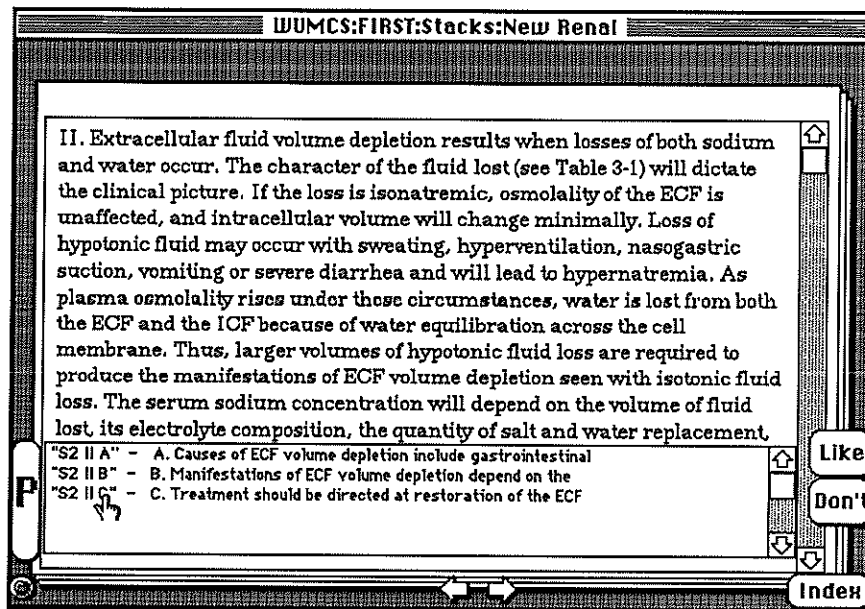 WUMCS:FIRST:Stacks:New Renal
II. Extracellular fluid volume depletion results when losses of both sodium
and water occur. The character of the fluid lost (see Table 3-1) will dictate
the clinical picture. If the loss is isonatremic, osmolality of the ECF is
unaffected, and intracellular volume will change minimally. Loss of
hypotonic fluid may occur with sweating, hyperventilation, nasogastric
suction, vomiting or severe diarrhea and will lead to hypernatremia. As
plasma osmolality rises under these circumstances, water is lost from both
the ECF and the ICF because of water equilibration across the cell
membrane. Thus, larger volumes of hypotonic fluid loss are required to
produce the manifestations of ECF volume depletion seen with isotonic fluid
loss. The serum sodium concentration will depend on the volume of fluid
lost, its electrolyte composition, the quantity of salt and water replacement,
"S2 II A" - A. Causes of ECF volume depletion include gastrointestinal
"S2 II B" - B. Manifestations of ECF volume depletion depend on the
"S2 II C" - C. Treatment should be directed at restoration of the ECF
P
Like
Don't
Index